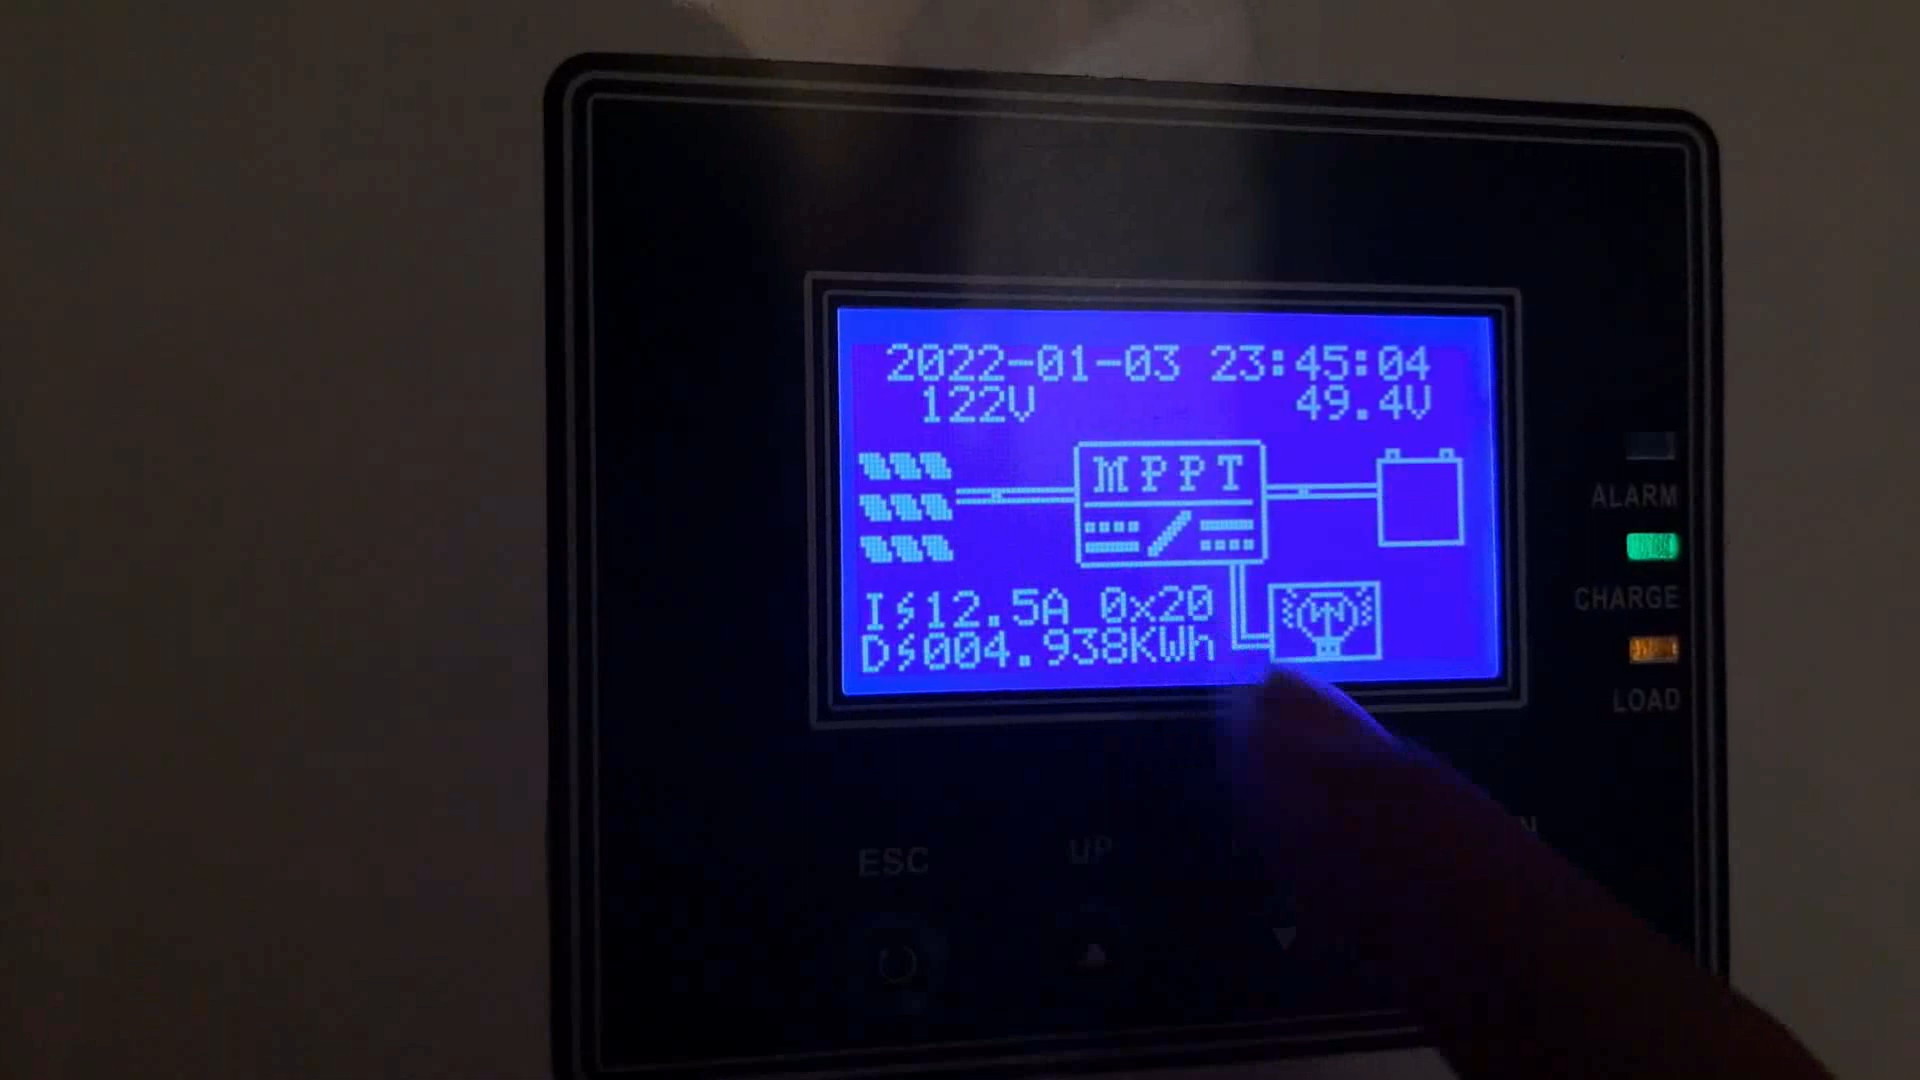 2022-01-03 23:45:04
122V 49.4V
MPPT
I 12.5A 0x20
D 004.938KWh
ALARM
CHARGE
LOAD
ESC
UP